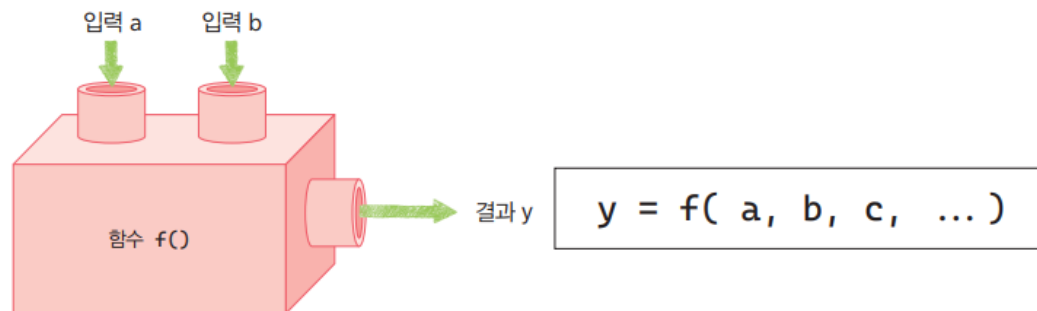 입력 a 입력 b
함수 f()
결과 y
y = f( a, b, c, ... )